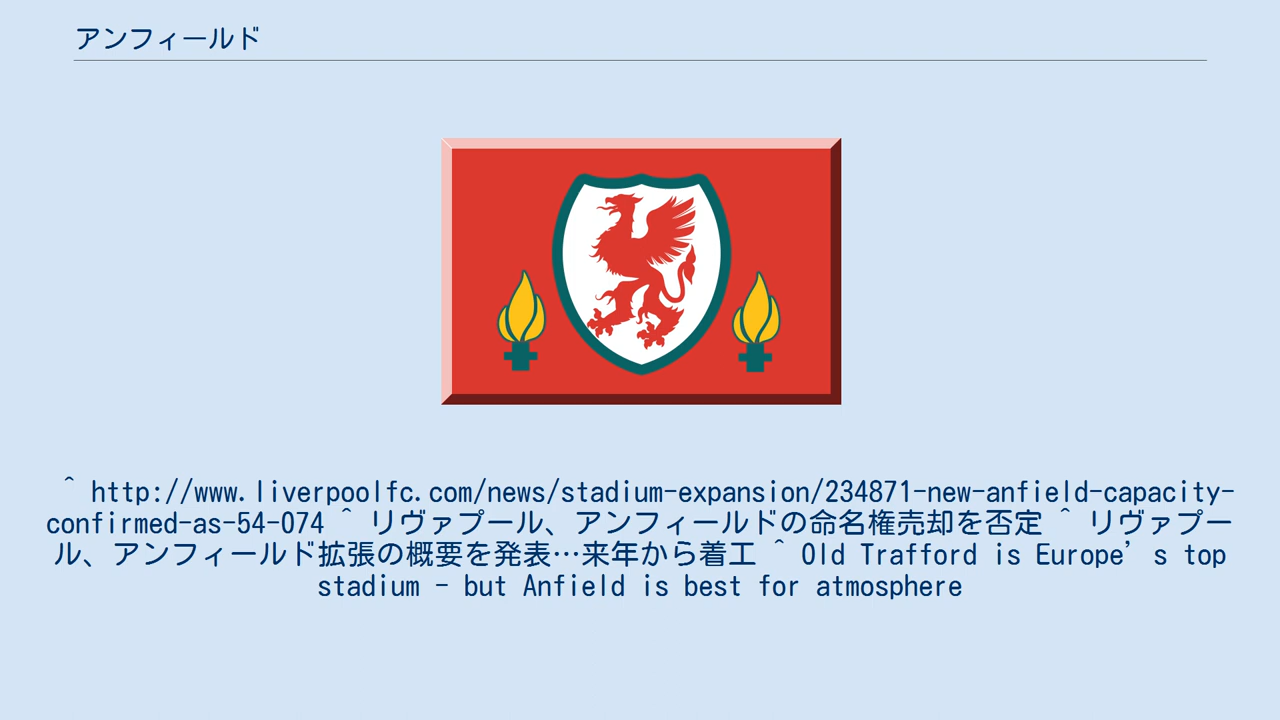 アンフィールド
^ http://www.liverpoolfc.com/news/stadium-expansion/234871-new-anfield-capacity-
confirmed-as-54-074 ^ リヴァプール、アンフィールドの命名権売却を否定 ^ リヴァプー
ル、アンフィールド拡張の概要を発表…来年から着工 ^ Old Trafford is Europe’s top
stadium - but Anfield is best for atmosphere